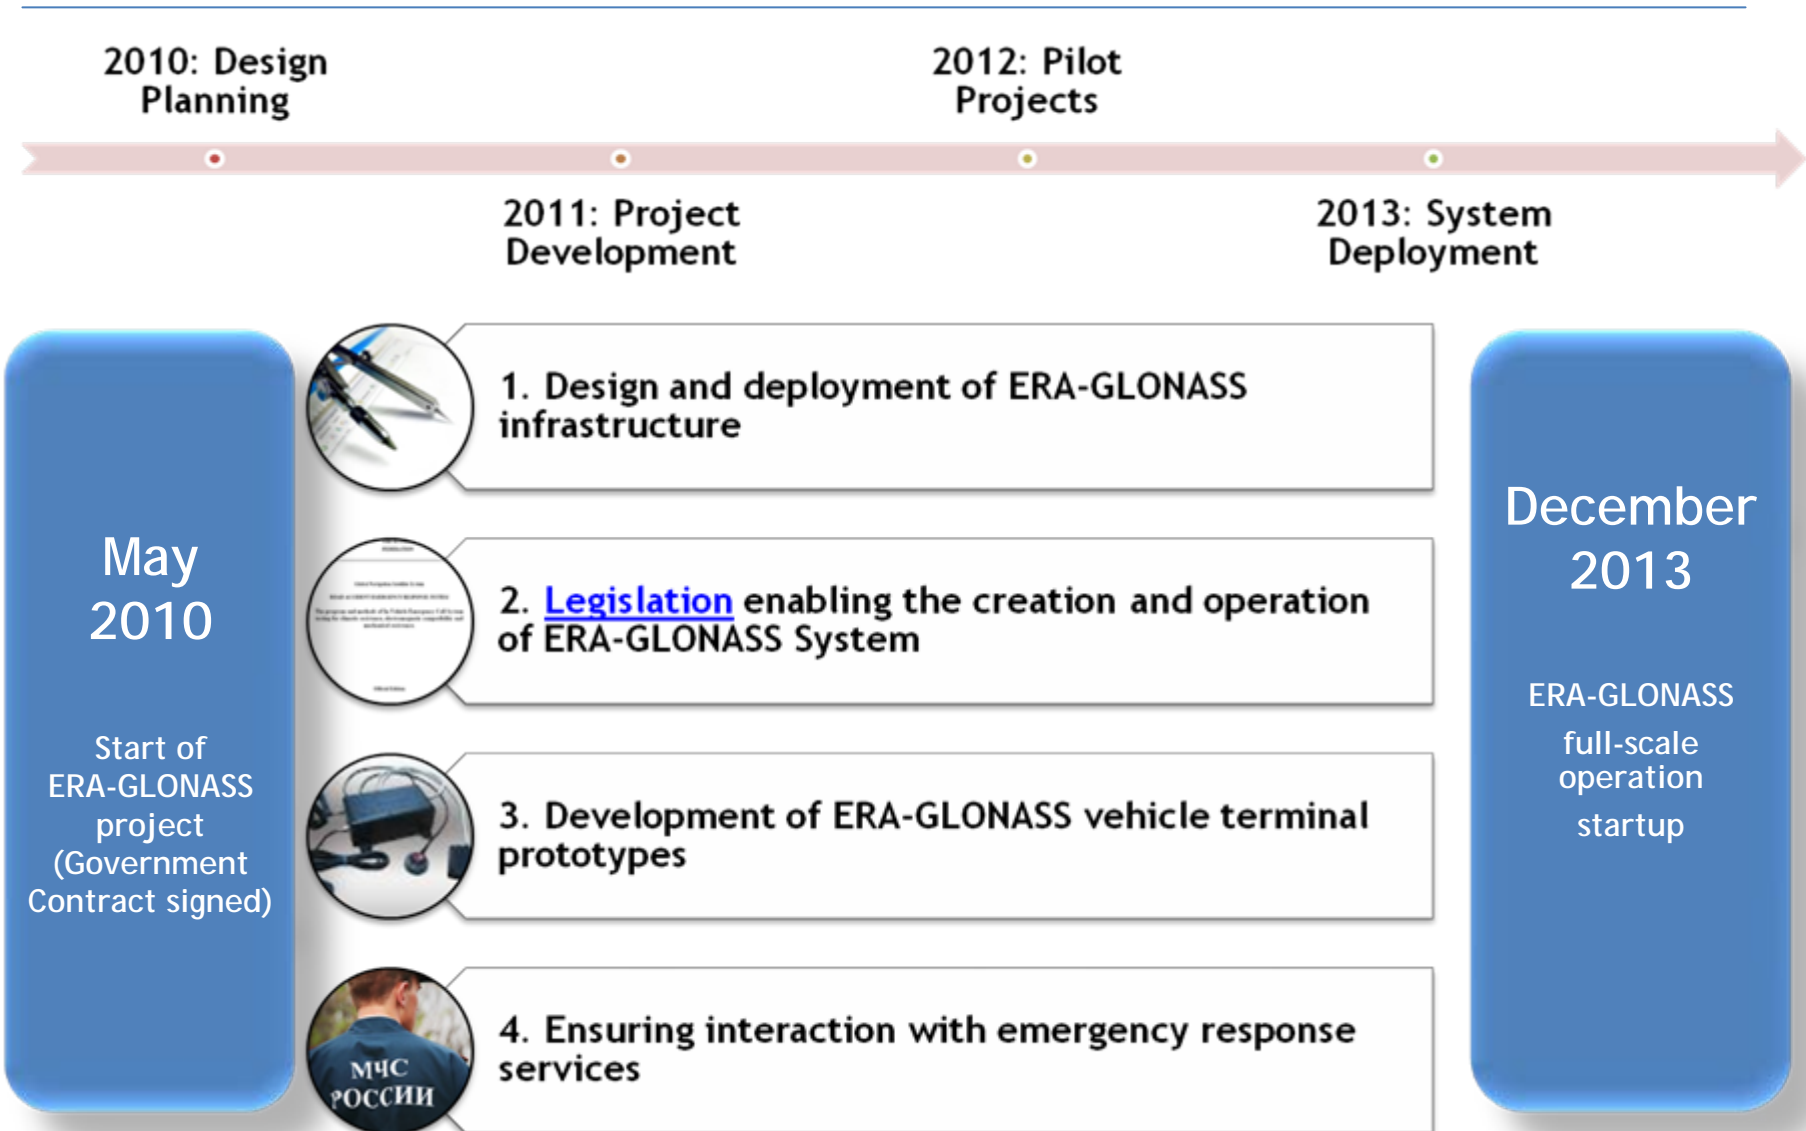 2010: Design
Planning
2012: Pilot
Projects
2011: Project
Development
2013: System
Deployment
May
2010
Start of
ERA-GLONASS
project
(Government
Contract signed)
1. Design and deployment of ERA-GLONASS
infrastructure
2. Legislation enabling the creation and operation
of ERA-GLONASS System
3. Development of ERA-GLONASS vehicle terminal
prototypes
4. Ensuring interaction with emergency response
services
МЧС
РОССИИ
December
2013
ERA-GLONASS
full-scale
operation
startup